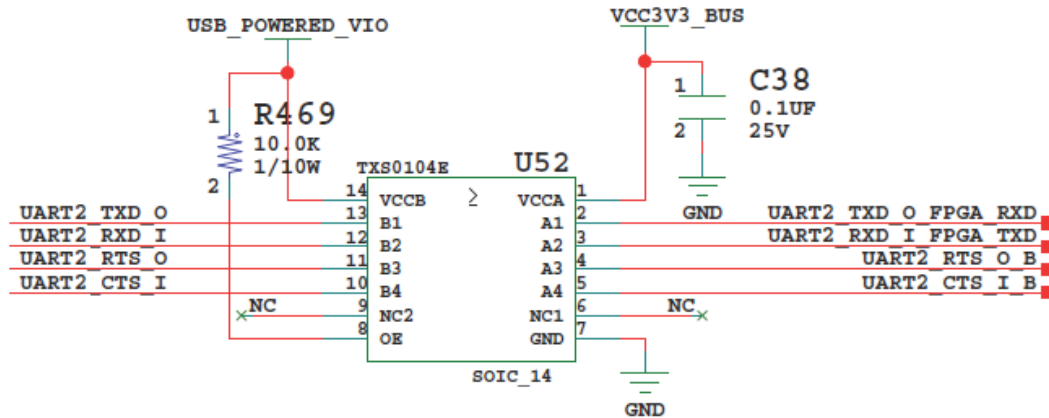 USB_POWERED_VIO
VCC3V3_BUS
1
R469
10.0K
1/10W
2
1
C38
0.1UF
25V
2
TXS0104E
U52
14 VCCB ≥ VCCA 1
UART2_TXD_O 13 B1 A1 2 GND UART2_TXD_O_FPGA_RXD
UART2_RXD_I 12 B2 A2 3 UART2_RXD_I_FPGA_TXD
UART2_RTS_O 11 B3 A3 4 UART2_RTS_O_B
UART2_CTS_I 10 B4 A4 5 UART2_CTS_I_B
NC 9 NC2 NC1 6 NC
8 OE GND 7
SOIC_14
GND